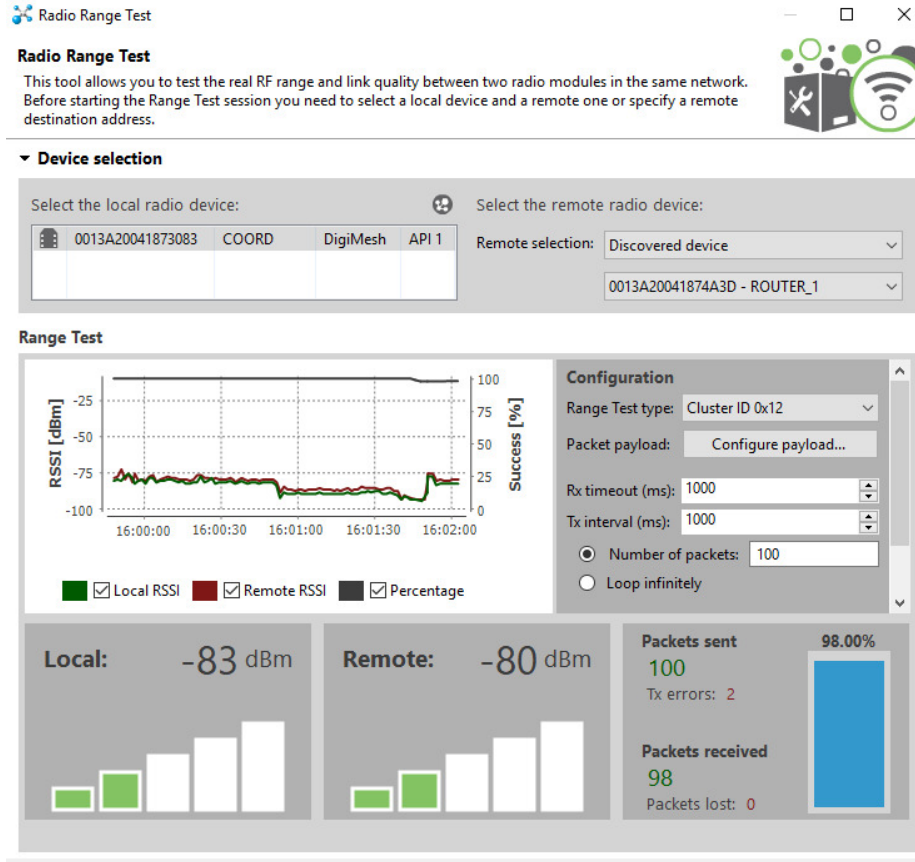 Radio Range Test
Radio Range Test
This tool allows you to test the real RF range and link quality between two radio modules in the same network.
Before starting the Range Test session you need to select a local device and a remote one or specify a remote
destination address.
Device selection
Select the local radio device:
0013A20041873083 COORD DigiMesh API 1
Select the remote radio device:
Remote selection: Discovered device
0013A20041874A3D - ROUTER_1
Range Test
RSSI [dBm]
-25
-50
-75
-100
100
75
50
25
0
Success [%]
16:00:00 16:00:30 16:01:00 16:01:30 16:02:00
Local RSSI Remote RSSI Percentage
Configuration
Range Test type: Cluster ID 0x12
Packet payload: Configure payload...
Rx timeout (ms): 1000
Tx interval (ms): 1000
Number of packets: 100
Loop infinitely
Local: -83 dBm
Remote: -80 dBm
Packets sent
100
Tx errors: 2
Packets received
98
Packets lost: 0
98.00%